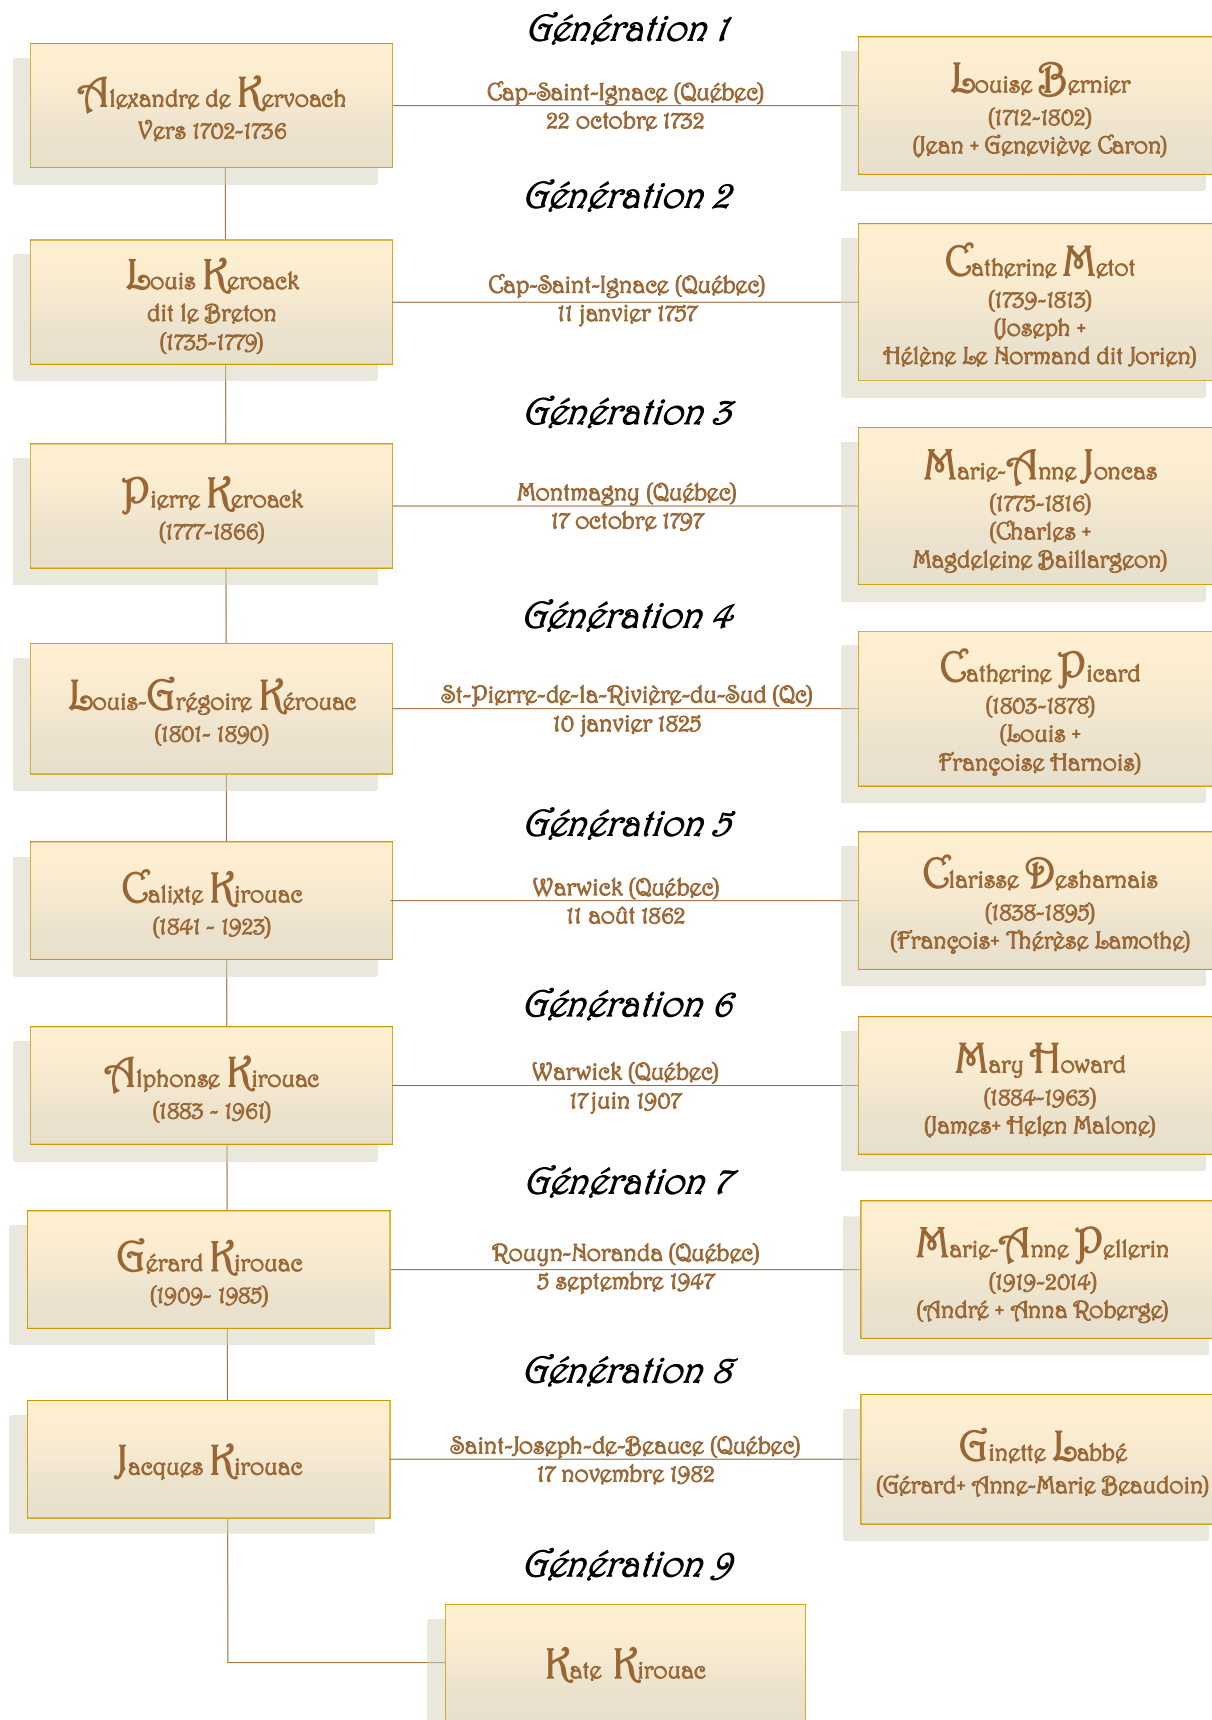 Génération 1
Alexandre de Kervoach
Vers 1702-1736
Cap-Saint-Ignace (Québec)
22 octobre 1732
Louise Bernier
(1712-1802)
(Jean + Geneviève Caron)
Génération 2
Louis Keroack
dit le Breton
(1735-1779)
Cap-Saint-Ignace (Québec)
11 janvier 1757
Catherine Metot
(1739-1813)
(Joseph +
Hélène Le Normand dit Jorien)
Génération 3
Pierre Keroack
(1777-1866)
Montmagny (Québec)
17 octobre 1797
Marie-Anne Joncas
(1775-1816)
(Charles +
Magdeleine Baillargeon)
Génération 4
Louis-Grégoire Kérouac
(1801- 1890)
St-Pierre-de-la-Rivière-du-Sud (Qc)
10 janvier 1825
Catherine Picard
(1803-1878)
(Louis +
Françoise Harnois)
Génération 5
Calixte Kirouac
(1841 - 1923)
Warwick (Québec)
11 août 1862
Clarisse Desharnais
(1838-1895)
(François+ Thérèse Lamothe)
Génération 6
Alphonse Kirouac
(1883 - 1961)
Warwick (Québec)
17juin 1907
Mary Howard
(1884-1963)
(James+ Helen Malone)
Génération 7
Gérard Kirouac
(1909- 1985)
Rouyn-Noranda (Québec)
5 septembre 1947
Marie-Anne Pellerin
(1919-2014)
(André + Anna Roberge)
Génération 8
Jacques Kirouac
Saint-Joseph-de-Beauce (Québec)
17 novembre 1982
Ginette Labbé
(Gérard+ Anne-Marie Beaudoin)
Génération 9
Kate Kirouac